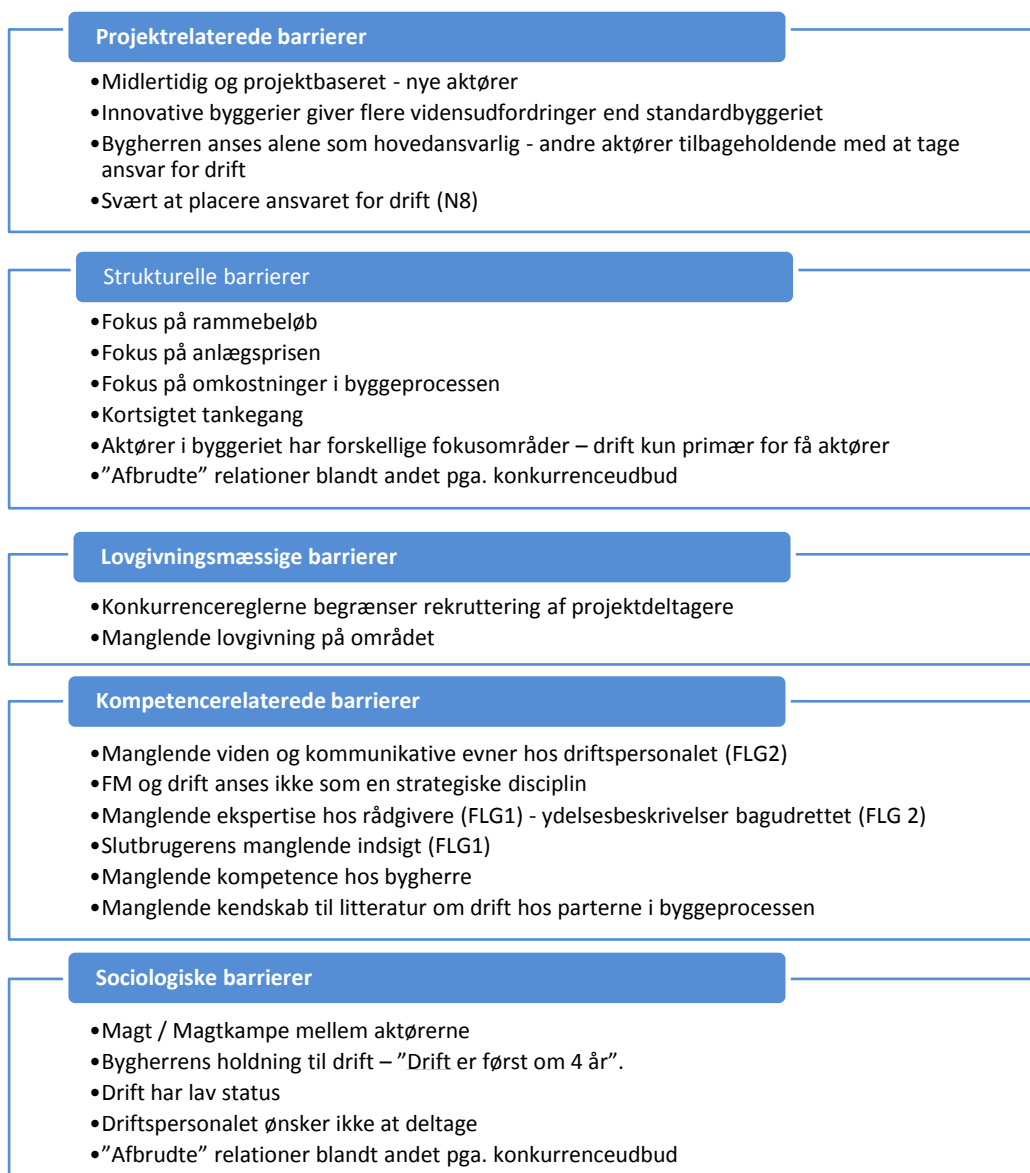 Projektrelaterede barrierer
•Midlertidig og projektbaseret - nye aktører
•Innovative byggerier giver flere vidensudfordringer end standardbyggeriet
•Bygherren anses alene som hovedansvarlig - andre aktører tilbageholdende med at tage
ansvar for drift
•Svært at placere ansvaret for drift (N8)
Strukturelle barrierer
•Fokus på rammebeløb
•Fokus på anlægsprisen
•Fokus på omkostninger i byggeprocessen
•Kortsigtet tankegang
•Aktører i byggeriet har forskellige fokusområder – drift kun primær for få aktører
•”Afbrudte” relationer blandt andet pga. konkurrenceudbud
Lovgivningsmæssige barrierer
•Konkurrencereglerne begrænser rekruttering af projektdeltagere
•Manglende lovgivning på området
Kompetencerelaterede barrierer
•Manglende viden og kommunikative evner hos driftspersonalet (FLG2)
•FM og drift anses ikke som en strategiske disciplin
•Manglende ekspertise hos rådgivere (FLG1) - ydelsesbeskrivelser bagudrettet (FLG 2)
•Slutbrugerens manglende indsigt (FLG1)
•Manglende kompetence hos bygherre
•Manglende kendskab til litteratur om drift hos parterne i byggeprocessen
Sociologiske barrierer
•Magt / Magtkampe mellem aktørerne
•Bygherrens holdning til drift – ”Drift er først om 4 år”.
•Drift har lav status
•Driftspersonalet ønsker ikke at deltage
•”Afbrudte” relationer blandt andet pga. konkurrenceudbud